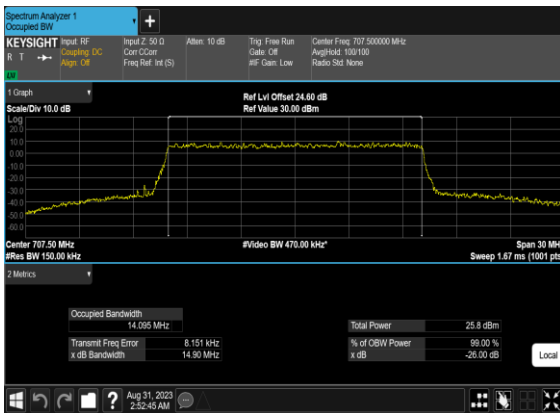 Spectrum Analyzer 1
Occupied BW
KEYSIGHT
R T
LV
Input: RF
Coupling: DC
Align: Off
Input Z: 50 Ω
Corr CCorr
Freq Ref: Int (S)
Atten: 10 dB
Trig: Free Run
Gate: Off
#IF Gain: Low
Center Freq: 707.500000 MHz
Avg|Hold: 100/100
Radio Std: None
1 Graph
Scale/Div 10.0 dB
Ref Lvl Offset 24.60 dB
Ref Value 30.00 dBm
Log
20.0
10.0
0.00
-10.0
-20.0
-30.0
-40.0
-50.0
-60.0
Center 707.50 MHz
#Res BW 150.00 kHz
#Video BW 470.00 kHz*
Span 30 MH
Sweep 1.67 ms (1001 pts
2 Metrics
Occupied Bandwidth
14.095 MHz
Transmit Freq Error 8.151 kHz
x dB Bandwidth 14.90 MHz
Total Power 25.8 dBm
% of OBW Power 99.00 %
x dB -26.00 dB
Local
?
Aug 31, 2023
2:52:45 AM